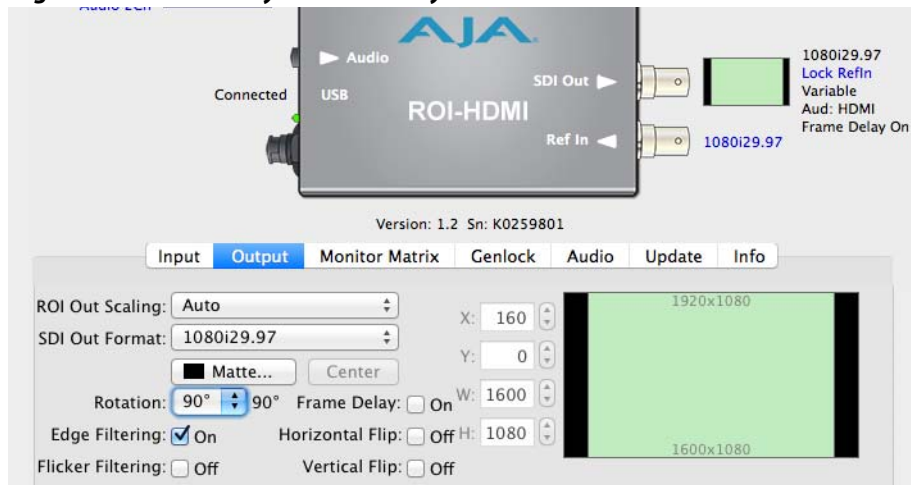 AJA
Audio
SDI Out
1080i29.97
Lock RefIn
Variable
Aud: HDMI
Frame Delay On
Connected
USB
ROI-HDMI
Ref In
1080i29.97
Version: 1.2 Sn: K0259801
Input Output Monitor Matrix Genlock Audio Update Info
ROI Out Scaling: Auto
X: 160
1920x1080
SDI Out Format: 1080i29.97
Y: 0
Matte... Center
Rotation: 90° 90° Frame Delay: On
W: 1600
Edge Filtering: On Horizontal Flip: Off
H: 1080
1600x1080
Flicker Filtering: Off Vertical Flip: Off